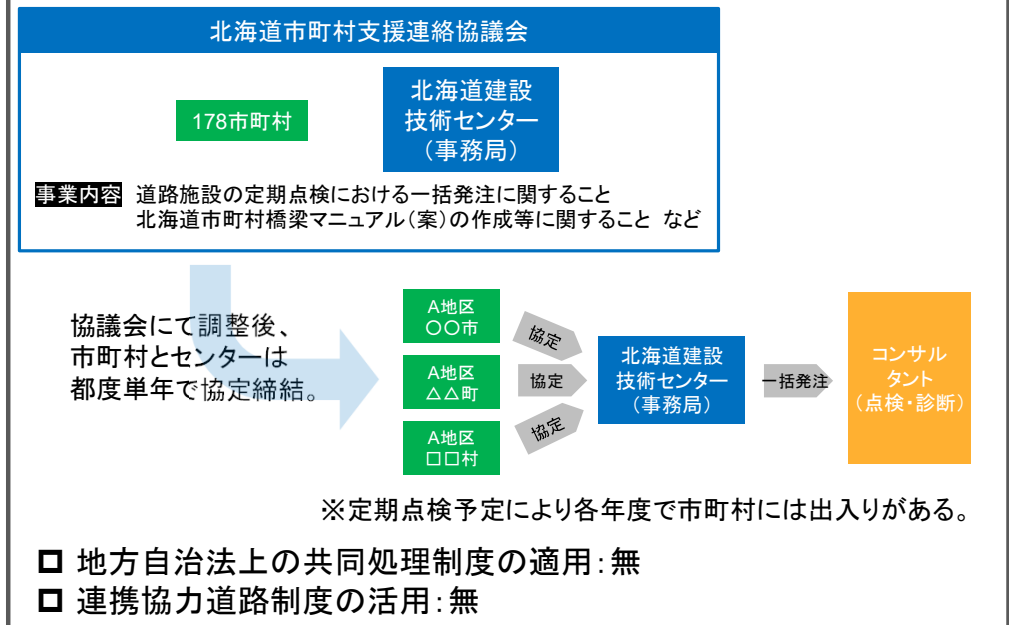 北海道市町村支援連絡協議会
178市町村
北海道建設
技術センター
（事務局）
事業内容 道路施設の定期点検における一括発注に関すること
北海道市町村橋梁マニュアル（案）の作成等に関すること など
協議会にて調整後、
市町村とセンターは
都度単年で協定締結。
A地区
〇〇市
協定
A地区
△△町
協定
A地区
□□村
協定
北海道建設
技術センター
（事務局）
一括発注
コンサル
タント
（点検・診断）
※定期点検予定により各年度で市町村には出入りがある。
□ 地方自治法上の共同処理制度の適用：無
□ 連携協力道路制度の活用：無